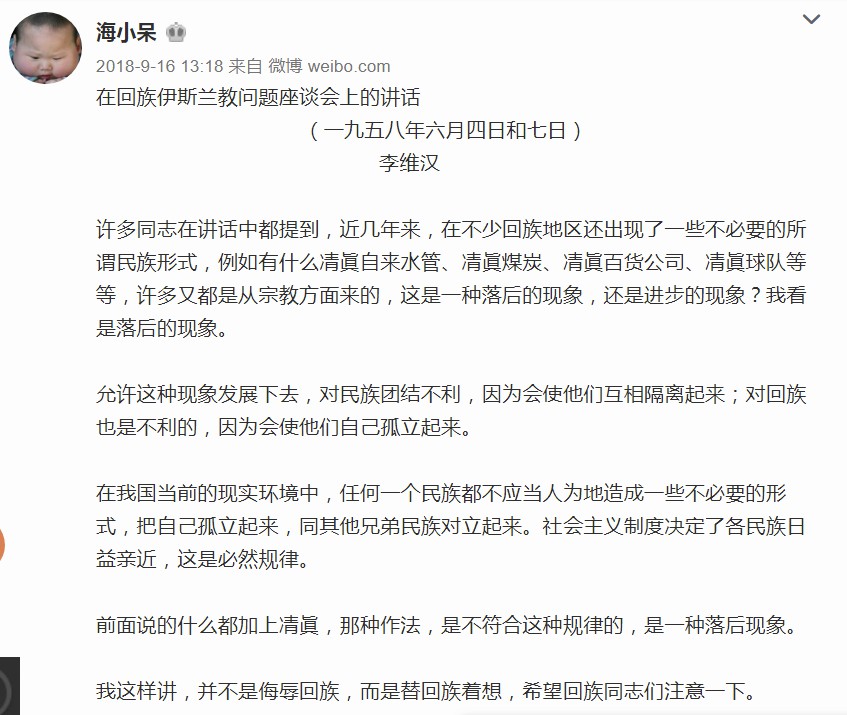 海小呆
2018-9-16 13:18 来自 微博 weibo.com
在回族伊斯兰教问题座谈会上的讲话
（一九五八年六月四日和七日）
李维汉
许多同志在讲话中都提到，近几年来，在不少回族地区还出现了一些不必要的所
谓民族形式，例如有什么凊眞自来水管、凊眞煤炭、凊眞百货公司、凊眞球队等
等，许多又都是从宗教方面来的，这是一种落后的现象，还是进步的现象？我看
是落后的现象。
允许这种现象发展下去，对民族团结不利，因为会使他们互相隔离起来；对回族
也是不利的，因为会使他们自己孤立起来。
在我国当前的现实环境中，任何一个民族都不应当人为地造成一些不必要的形
式，把自己孤立起来，同其他兄弟民族对立起来。社会主义制度决定了各民族日
益亲近，这是必然规律。
前面说的什么都加上凊眞，那种作法，是不符合这种规律的，是一种落后现象。
我这样讲，并不是侮辱回族，而是替回族着想，希望回族同志们注意一下。